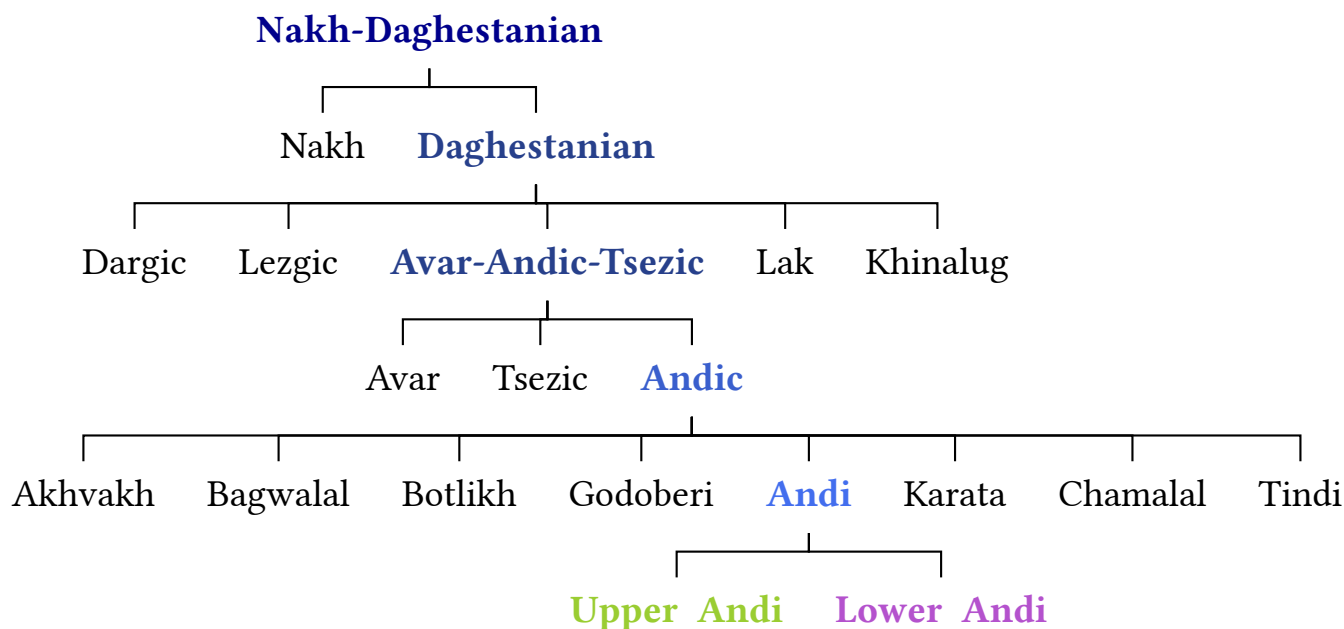 Nakh-Daghestanian
Nakh Daghestanian
Dargic Lezgic Avar-Andic-Tsezic Lak Khinalug
Avar Tsezic Andic
Akhvakh Bagwalal Botlikh Godoberi Andi Karata Chamalal Tindi
Upper Andi Lower Andi